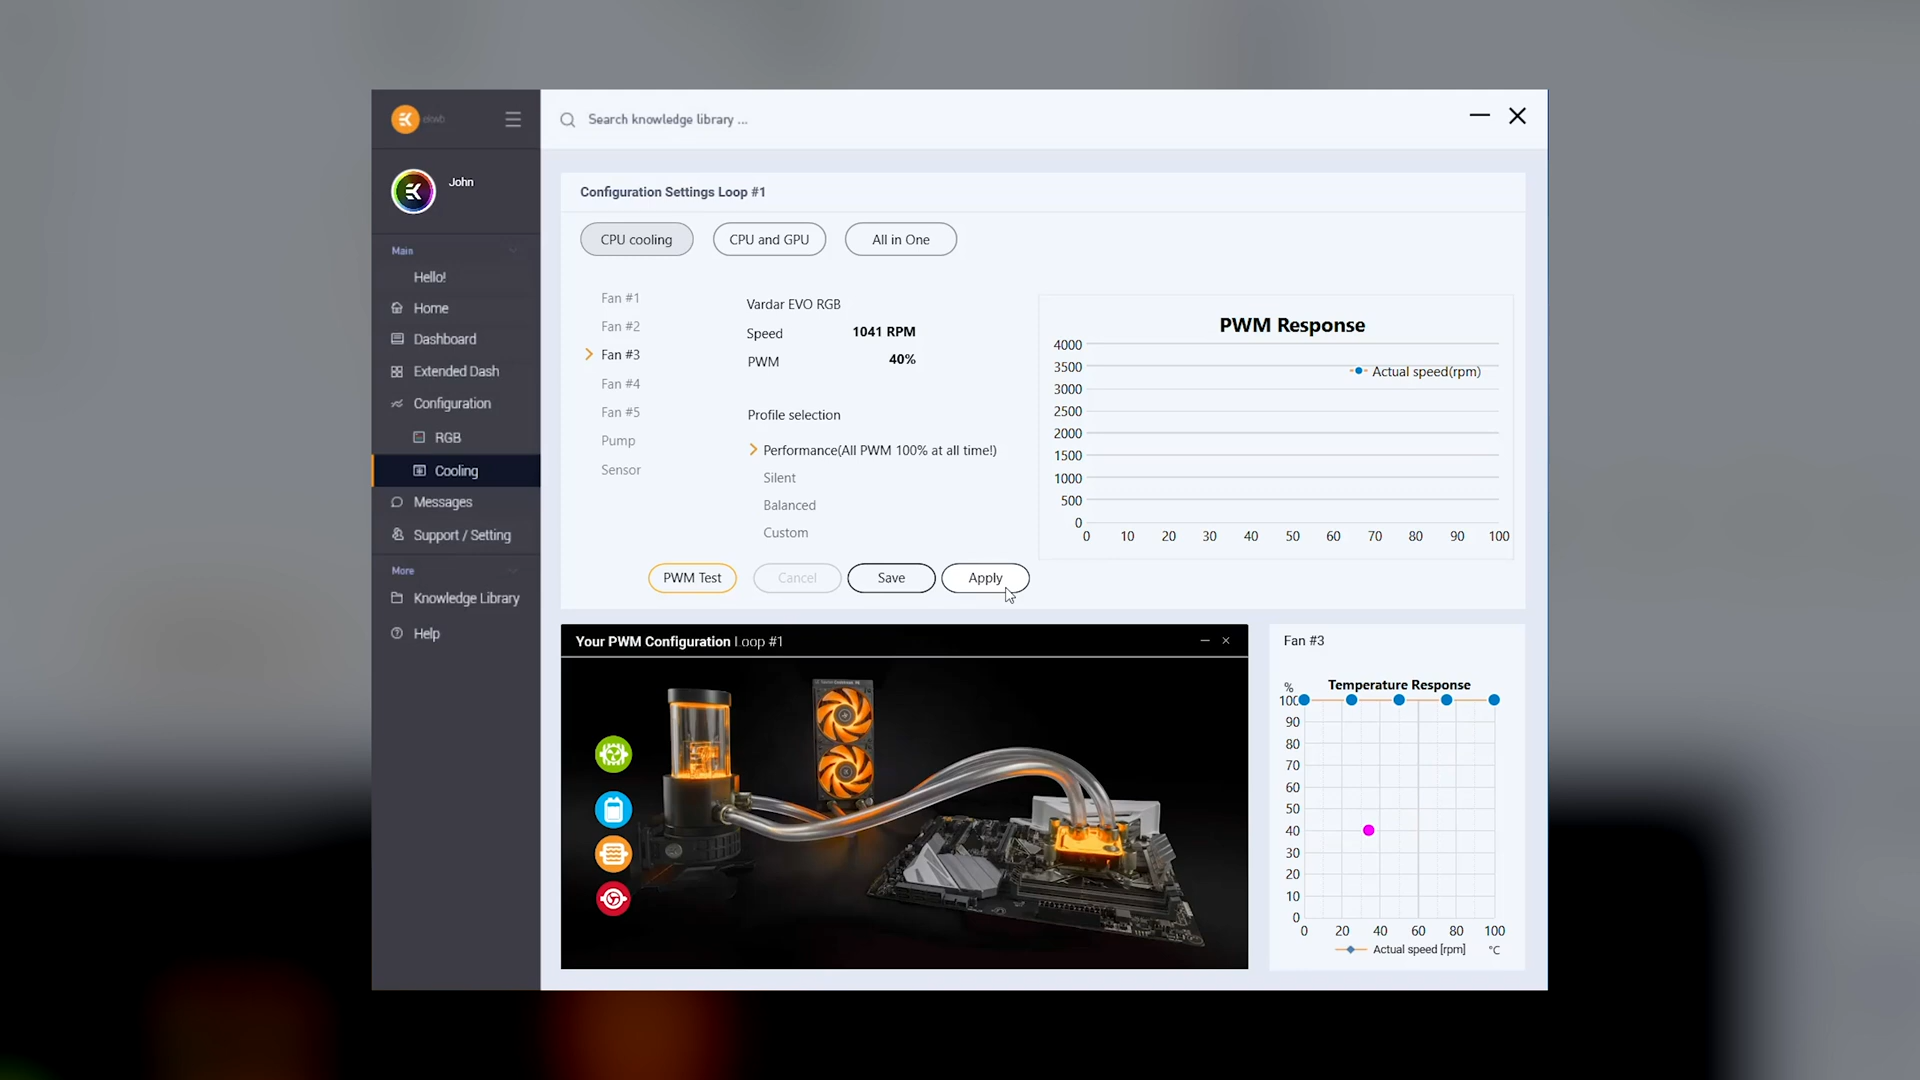 ekwb
Search knowledge library ...
John
Main
Hello!
Home
Dashboard
Extended Dash
Configuration
RGB
Cooling
Messages
Support / Setting
More
Knowledge Library
Help
Configuration Settings Loop #1
CPU cooling
CPU and GPU
All in One
Fan #1
Fan #2
Fan #3
Fan #4
Fan #5
Pump
Sensor
Vardar EVO RGB
Speed 1041 RPM
PWM 40%
Profile selection
Performance(All PWM 100% at all time!)
Silent
Balanced
Custom
PWM Test
Cancel
Save
Apply
PWM Response
Actual speed(rpm)
4000
3500
3000
2500
2000
1500
1000
500
0
0 10 20 30 40 50 60 70 80 90 100
Your PWM Configuration Loop #1
Fan #3
Temperature Response
%
100
90
80
70
60
50
40
30
20
10
0
0 20 40 60 80 100
Actual speed [rpm] °C